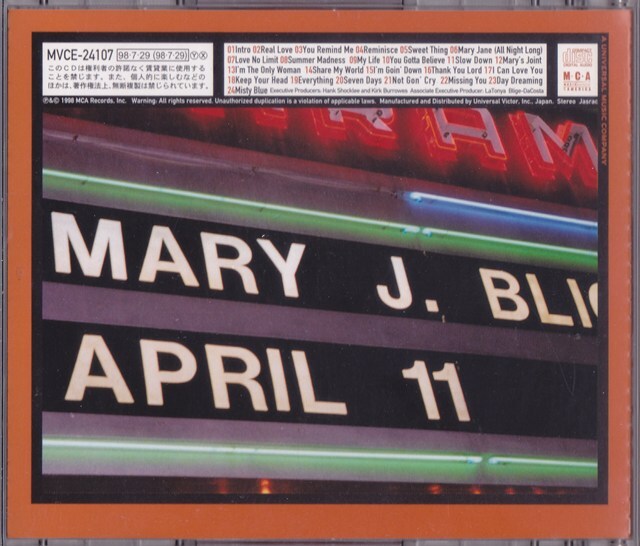 MVCE-24107 98・7・29 (98・7・29) Ⓨ Ⓧ
このCDは権利者の許諾なく賃貸業に使用する
ことを禁じます。また、個人的に楽しむなどの
ほかは、著作権法上、無断複製は禁じられています。
01Intro 02Real Love 03You Remind Me 04Reminisce 05Sweet Thing 06Mary Jane (All Night Long)
07Love No Limit 08Summer Madness 09My Life 10You Gotta Believe 11Slow Down 12Mary's Joint
13I'm The Only Woman 14Share My World 15I'm Goin' Down 16Thank You Lord 17I Can Love You
18Keep Your Head 19Everything 20Seven Days 21Not Gon' Cry 22Missing You 23Day Dreaming
24Misty Blue Executive Producers: Hank Shocklee and Kirk Burrowes Associate Executive Producer: LaTonya Blige-DaCosta
MCA
Ⓟ&© 1998 MCA Records, Inc. Warning: All rights reserved. Unauthorized duplication is a violation of applicable laws. Manufactured and Distributed by Universal Victor, Inc., Japan. Stereo Jasrac
A UNIVERSAL MUSIC COMPANY
RAM
MARY J. BLIG
APRIL 11